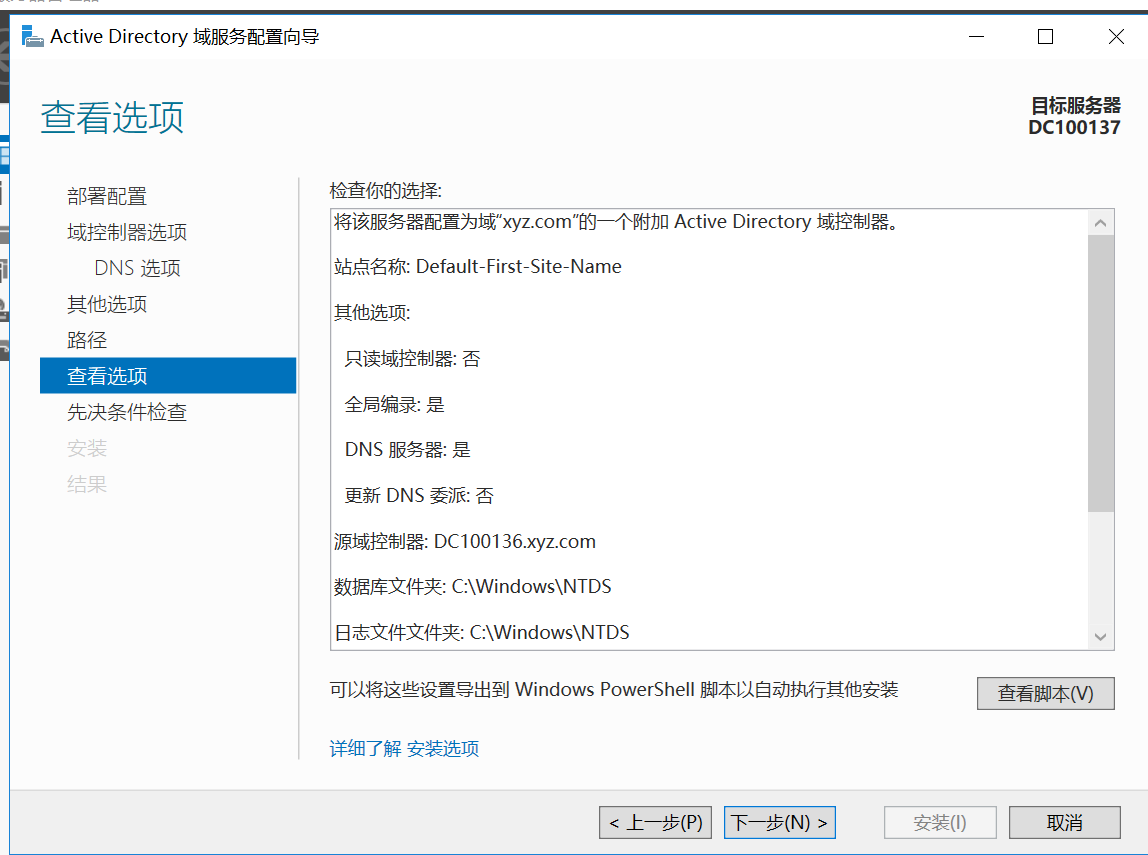 Active Directory 域服务配置向导
查看选项
目标服务器
DC100137
部署配置
域控制器选项
DNS 选项
其他选项
路径
查看选项
先决条件检查
安装
结果
检查你的选择:
将该服务器配置为域“xyz.com”的一个附加 Active Directory 域控制器。
站点名称: Default-First-Site-Name
其他选项:
只读域控制器: 否
全局编录: 是
DNS 服务器: 是
更新 DNS 委派: 否
源域控制器: DC100136.xyz.com
数据库文件夹: C:\Windows\NTDS
日志文件文件夹: C:\Windows\NTDS
可以将这些设置导出到 Windows PowerShell 脚本以自动执行其他安装
查看脚本(V)
详细了解 安装选项
< 上一步(P)
下一步(N) >
安装(I)
取消